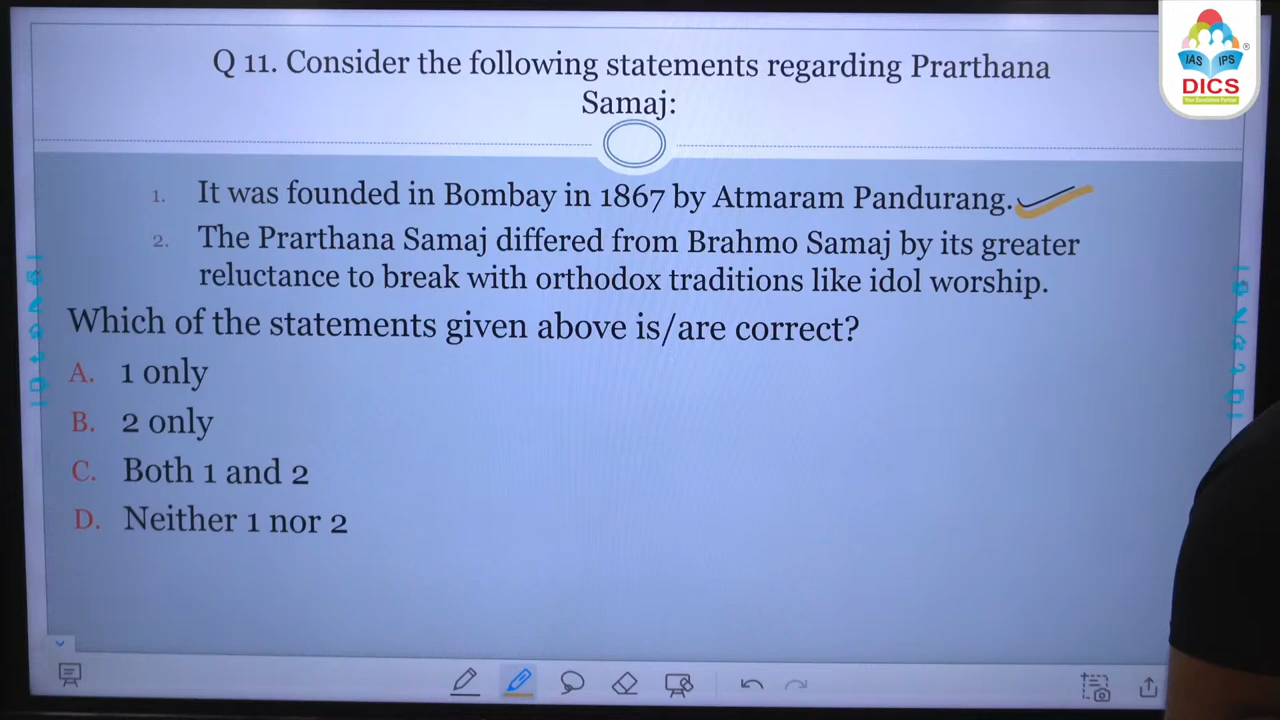 Q 11. Consider the following statements regarding Prarthana
Samaj:
IAS IPS
DICS
1. It was founded in Bombay in 1867 by Atmaram Pandurang.
2. The Prarthana Samaj differed from Brahmo Samaj by its greater
reluctance to break with orthodox traditions like idol worship.
Which of the statements given above is/are correct?
A. 1 only
B. 2 only
C. Both 1 and 2
D. Neither 1 nor 2